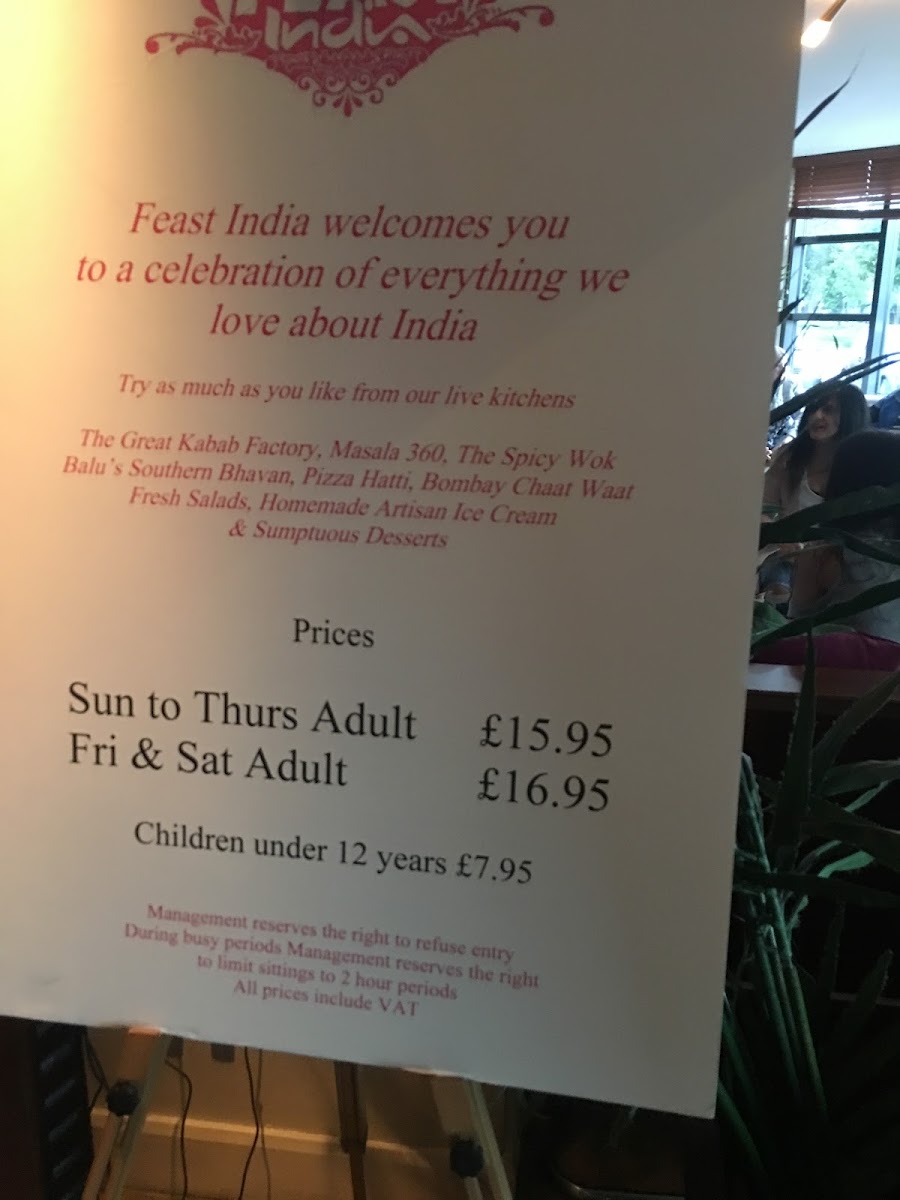 India
Feast India welcomes you
to a celebration of everything we
love about India
Try as much as you like from our live kitchens
The Great Kabab Factory, Masala 360, The Spicy Wok
Balu's Southern Bhavan, Pizza Hatti, Bombay Chaat Waat
Fresh Salads, Homemade Artisan Ice Cream
& Sumptuous Desserts
Prices
Sun to Thurs Adult £15.95
Fri & Sat Adult £16.95
Children under 12 years £7.95
Management reserves the right to refuse entry
During busy periods Management reserves the right
to limit sittings to 2 hour periods
All prices include VAT